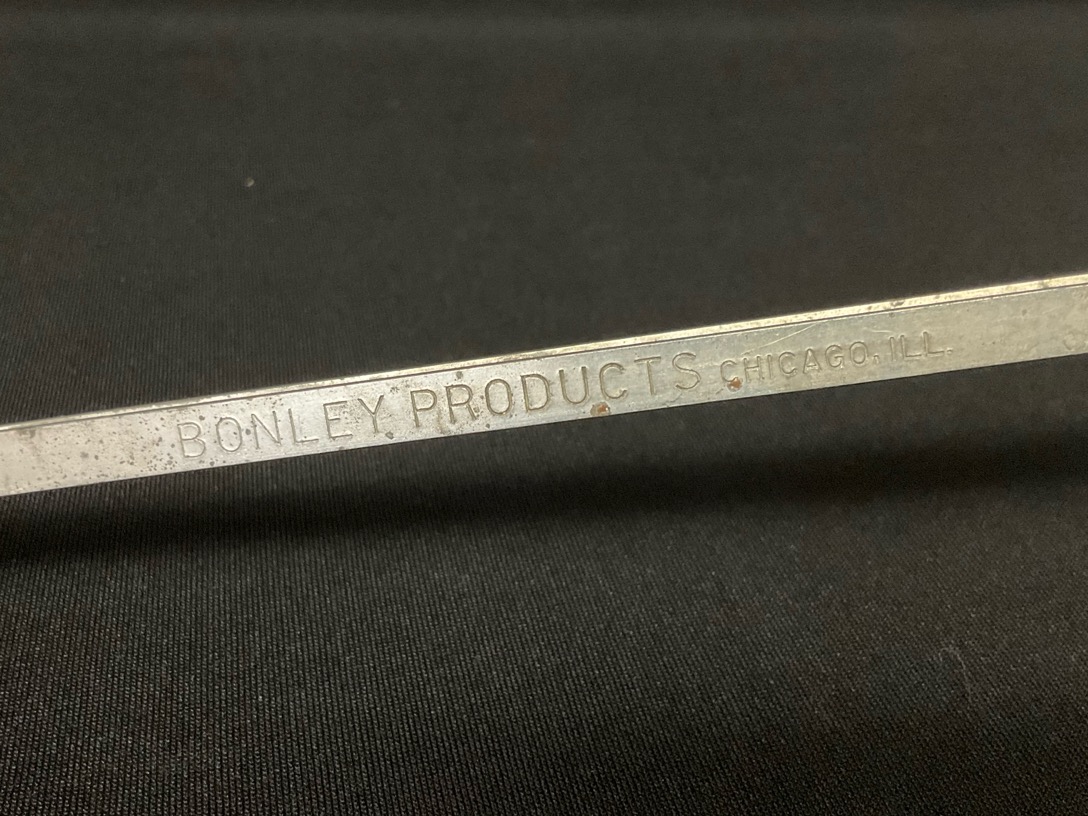 BONLEY PRODUCTS CHICAGO, ILL.